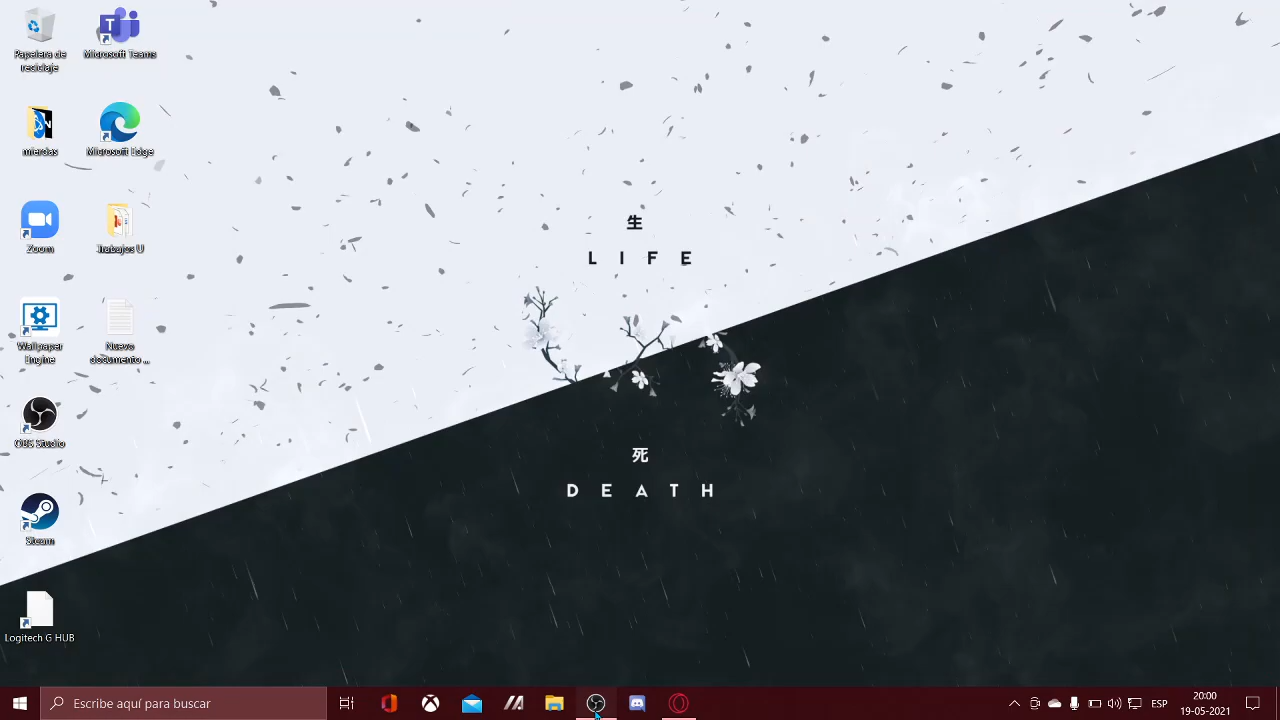 Papelera de
reciclaje
Microsoft Teams
mierdas
Microsoft Edge
Zoom
Trabajos U
Wallpaper
Enghne
Nuevo
documento ...
OBS Studio
Steam
Logitech G HUB
生
L I F E
死
D E A T H
Escribe aquí para buscar
ESP
20:00
19-05-2021